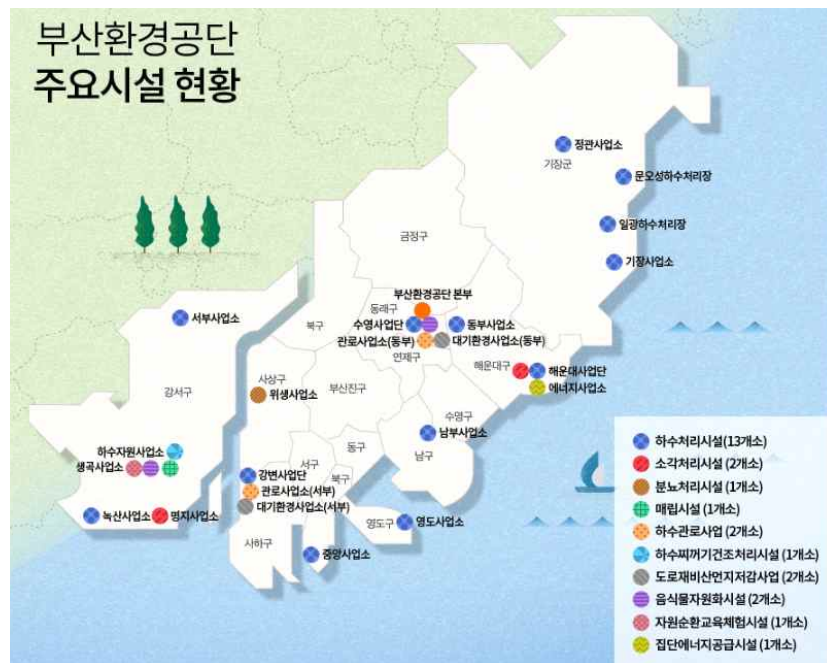 부산환경공단
주요시설 현황
정관사업소
기장군
문오성하수처리장
일광하수처리장
기장사업소
금정구
부산환경공단 본부
동래구
수영사업단
동부사업소
관로사업소(동부)
대기환경사업소(동부)
연제구
북구
서부사업소
강서구
사상구
위생사업소
부산진구
해운대구
해운대사업단
에너지사업소
수영구
남부사업소
남구
동구
서구
북구
하수자원사업소
생곡사업소
강변사업단
관로사업소(서부)
대기환경사업소(서부)
녹산사업소
명지사업소
사하구
영도구
영도사업소
중앙사업소
하수처리시설(13개소)
소각처리시설 (2개소)
분뇨처리시설 (1개소)
매립시설 (1개소)
하수관로사업 (2개소)
하수찌꺼기건조처리시설 (1개소)
도로재비산먼지저감사업 (2개소)
음식물자원화시설 (2개소)
자원순환교육체험시설 (1개소)
집단에너지공급시설 (1개소)